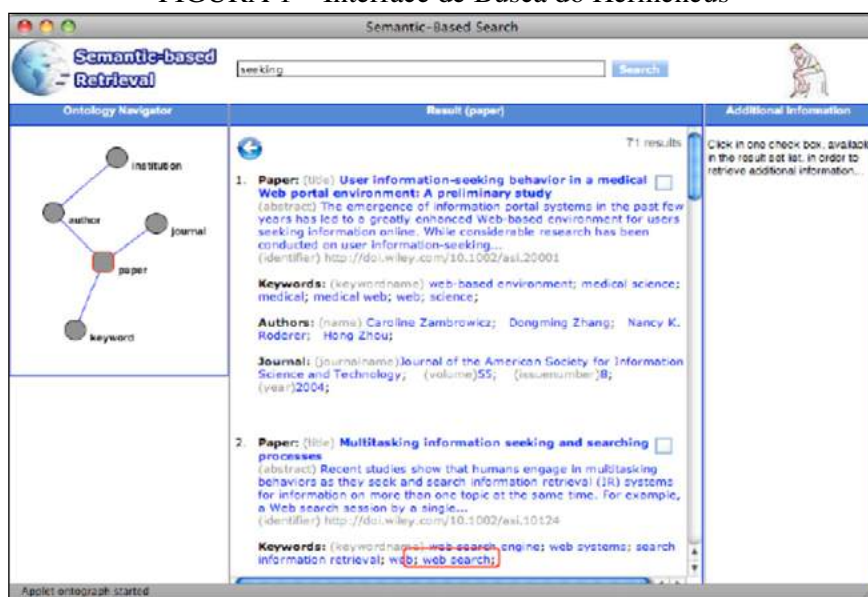 FIGURA 1 – Interface de Busca do Hermeneus
Semantic-Based Search
Semantic-based
Retrieval
seeking
Search
Ontology Navigator
Result (paper)
Additional Information
institution
author
journal
paper
keyword
71 results
1. Paper: (title) User information-seeking behavior in a medical
Web portal environment: A preliminary study
(abstract) The emergence of information portal systems in the past few
years has led to a greatly enhanced Web-based environment for users
seeking information online. While considerable research has been
conducted on user information-seeking...
(identifier) http://doi.wiley.com/10.1002/asi.20001
Keywords: (keywordname) web-based environment; medical science;
medical; medical web; web; science;
Authors: (name) Caroline Zambrowicz; Dongming Zhang; Nancy K.
Roderer; Hong Zhou;
Journal: (journalname)Journal of the American Society for Information
Science and Technology; (volume)55; (issuenumber)8;
(year)2004;
2. Paper: (title) Multitasking information seeking and searching
processes
(abstract) Recent studies show that humans engage in multitasking
behaviors as they seek and search information retrieval (IR) systems
for information on more than one topic at the same time. For example,
a Web search session by a single...
(identifier) http://doi.wiley.com/10.1002/asi.10124
Keywords: (keywordname) web search engine; web systems; search
information retrieval; web; web search;
Click in one check box, availabl
in the result set list, in order to
retrieve additional information...
Applet ontograph started